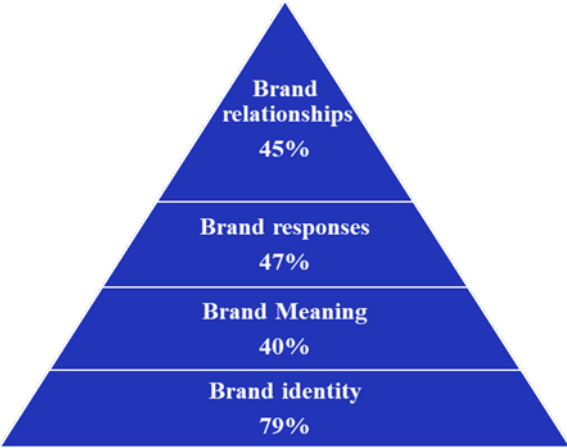 Brand
relationships
45%
Brand responses
47%
Brand Meaning
40%
Brand identity
79%